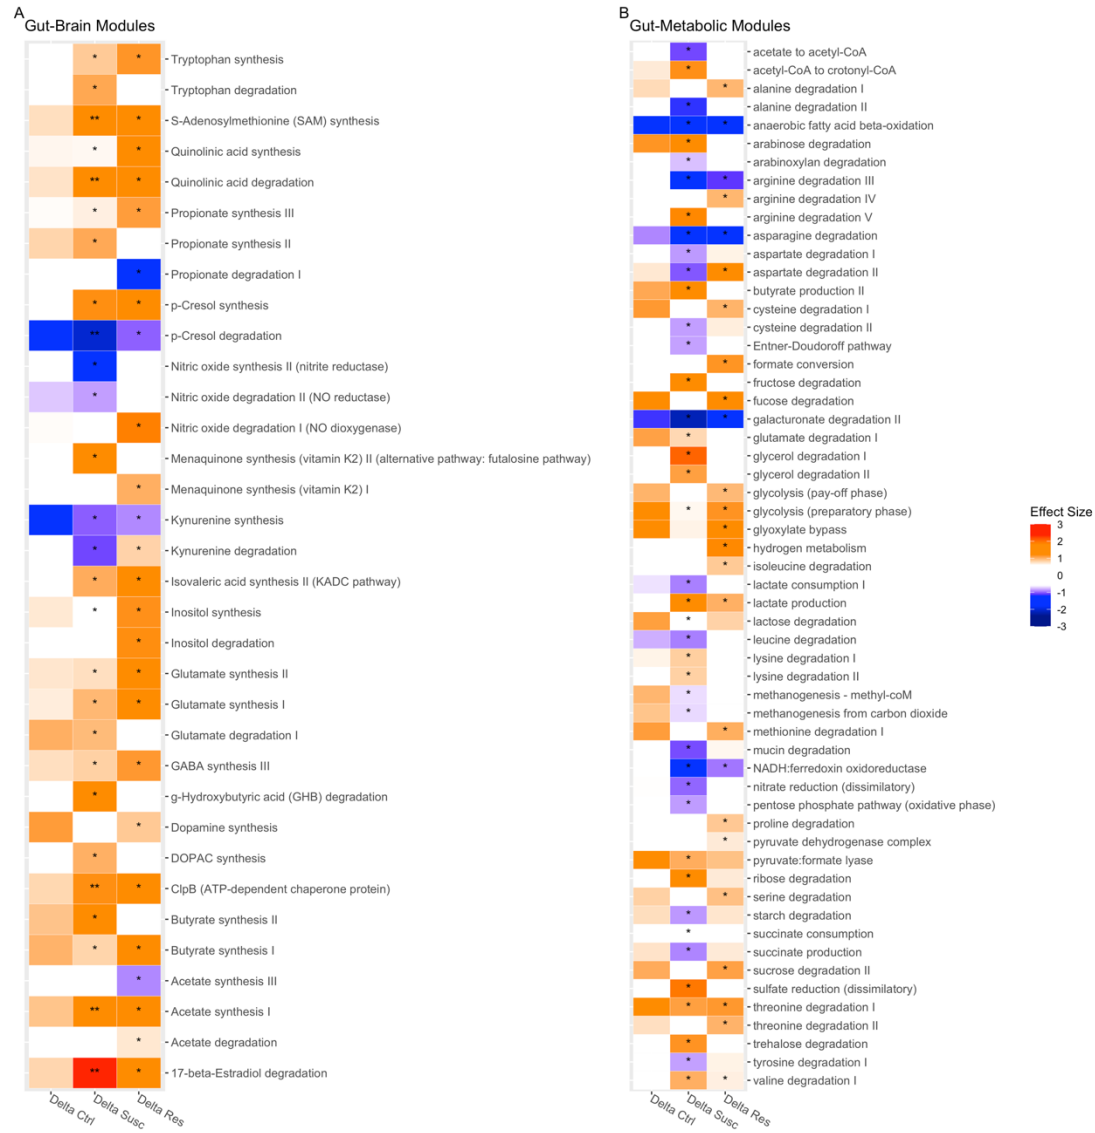 A
Gut-Brain Modules
Tryptophan synthesis
Tryptophan degradation
S-Adenosylmethionine (SAM) synthesis
Quinolinic acid synthesis
Quinolinic acid degradation
Propionate synthesis III
Propionate synthesis II
Propionate degradation I
p-Cresol synthesis
p-Cresol degradation
Nitric oxide synthesis II (nitrite reductase)
Nitric oxide degradation II (NO reductase)
Nitric oxide degradation I (NO dioxygenase)
Menaquinone synthesis (vitamin K2) II (alternative pathway: futalosine pathway)
Menaquinone synthesis (vitamin K2) I
Kynurenine synthesis
Kynurenine degradation
Isovaleric acid synthesis II (KADC pathway)
Inositol synthesis
Inositol degradation
Glutamate synthesis II
Glutamate synthesis I
Glutamate degradation I
GABA synthesis III
g-Hydroxybutyric acid (GHB) degradation
Dopamine synthesis
DOPAC synthesis
ClpB (ATP-dependent chaperone protein)
Butyrate synthesis II
Butyrate synthesis I
Acetate synthesis III
Acetate synthesis I
Acetate degradation
17-beta-Estradiol degradation
Delta Ctrl
Delta Susc
Delta Res
B
Gut-Metabolic Modules
acetate to acetyl-CoA
acetyl-CoA to crotonyl-CoA
alanine degradation I
alanine degradation II
anaerobic fatty acid beta-oxidation
arabinose degradation
arabinoxylan degradation
arginine degradation III
arginine degradation IV
arginine degradation V
asparagine degradation
aspartate degradation I
aspartate degradation II
butyrate production II
cysteine degradation I
cysteine degradation II
Entner-Doudoroff pathway
formate conversion
fructose degradation
fucose degradation
galacturonate degradation II
glutamate degradation I
glycerol degradation I
glycerol degradation II
glycolysis (pay-off phase)
glycolysis (preparatory phase)
glyoxylate bypass
hydrogen metabolism
isoleucine degradation
lactate consumption I
lactate production
lactose degradation
leucine degradation
lysine degradation I
lysine degradation II
methanogenesis - methyl-coM
methanogenesis from carbon dioxide
methionine degradation I
mucin degradation
NADH:ferredoxin oxidoreductase
nitrate reduction (dissimilatory)
pentose phosphate pathway (oxidative phase)
proline degradation
pyruvate dehydrogenase complex
pyruvate:formate lyase
ribose degradation
serine degradation
starch degradation
succinate consumption
succinate production
sucrose degradation II
sulfate reduction (dissimilatory)
threonine degradation I
threonine degradation II
trehalose degradation
tyrosine degradation I
valine degradation I
Delta Ctrl
Delta Susc
Delta Res
Effect Size
3
2
1
0
-1
-2
-3